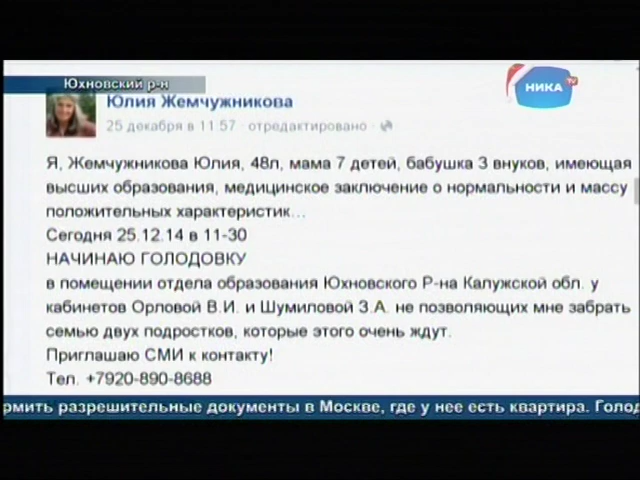 Юхновский р-н
НИКА TV
Юлия Жемчужникова
25 декабря в 11:57 · отредактировано ·
Я, Жемчужникова Юлия, 48л, мама 7 детей, бабушка 3 внуков, имеющая
высших образования, медицинское заключение о нормальности и массу
положительных характеристик...
Сегодня 25.12.14 в 11-30
НАЧИНАЮ ГОЛОДОВКУ
в помещении отдела образования Юхновского Р-на Калужской обл. у
кабинетов Орловой В.И. и Шумиловой З.А. не позволяющих мне забрать
семью двух подростков, которые этого очень ждут.
Приглашаю СМИ к контакту!
Тел. +7920-890-8688
ормить разрешительные документы в Москве, где у нее есть квартира. Голод